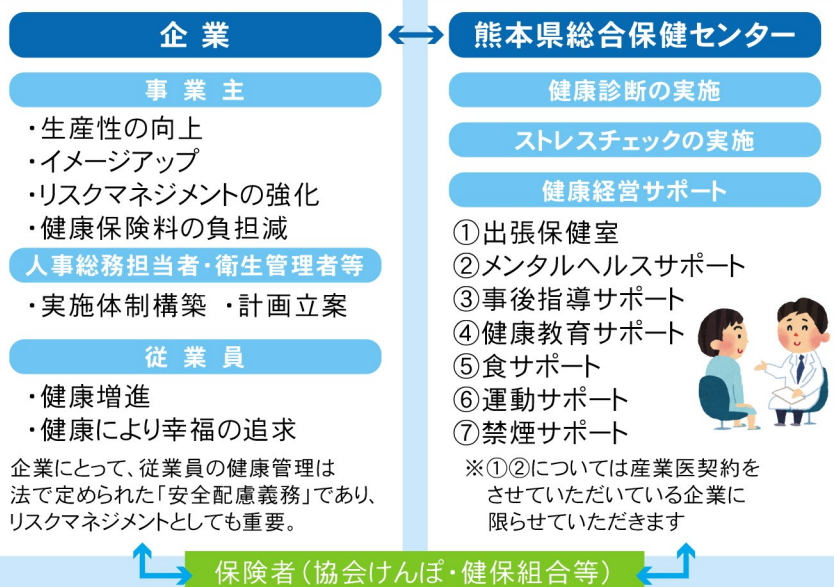 企業
事業主
・生産性の向上
・イメージアップ
・リスクマネジメントの強化
・健康保険料の負担減
人事総務担当者・衛生管理者等
・実施体制構築 ・計画立案
従業員
・健康増進
・健康により幸福の追求
企業にとって、従業員の健康管理は
法で定められた「安全配慮義務」であり、
リスクマネジメントとしても重要。
熊本県総合保健センター
健康診断の実施
ストレスチェックの実施
健康経営サポート
①出張保健室
②メンタルヘルスサポート
③事後指導サポート
④健康教育サポート
⑤食サポート
⑥運動サポート
⑦禁煙サポート
※①②については産業医契約を
させていただいている企業に
限らせていただきます
保険者(協会けんぽ・健保組合等)